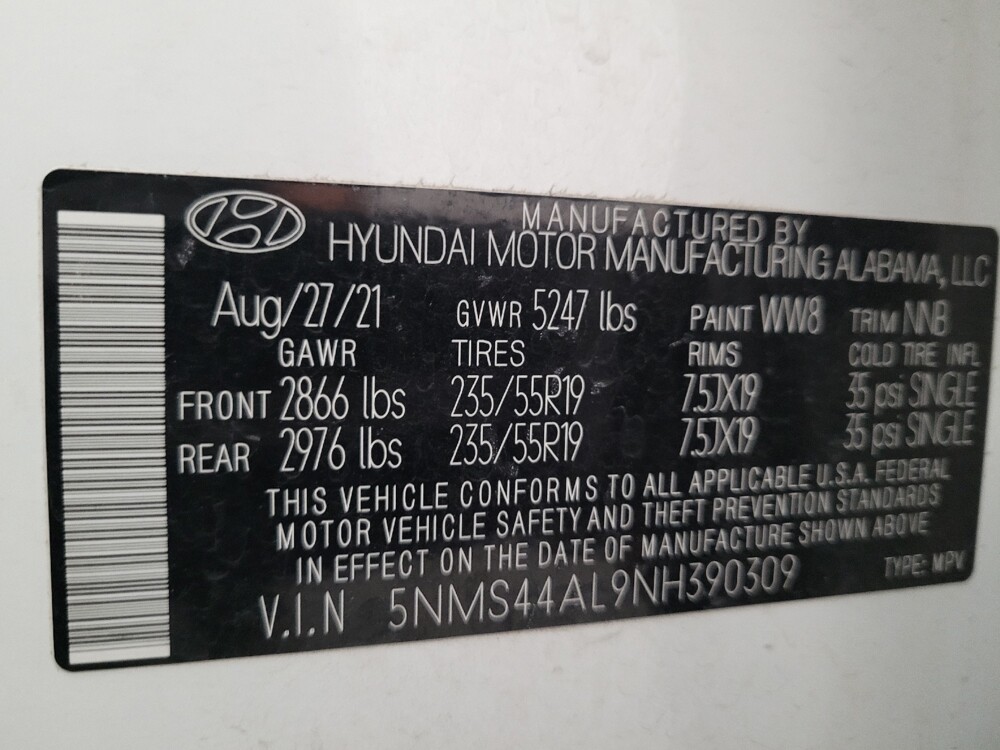 MANUFACTURED BY
HYUNDAI MOTOR MANUFACTURING ALABAMA, LLC
Aug/27/21 GVWR 5247 lbs PAINT WW8 TRIM NNB
GAWR TIRES RIMS COLD TIRE INFL
FRONT 2866 lbs 235/55R19 7.5JX19 35 psi SINGLE
REAR 2976 lbs 235/55R19 7.5JX19 35 psi SINGLE
THIS VEHICLE CONFORMS TO ALL APPLICABLE U.S.A. FEDERAL
MOTOR VEHICLE SAFETY AND THEFT PREVENTION STANDARDS
IN EFFECT ON THE DATE OF MANUFACTURE SHOWN ABOVE
V.I.N 5NMS44AL9NH390309 TYPE: MPV